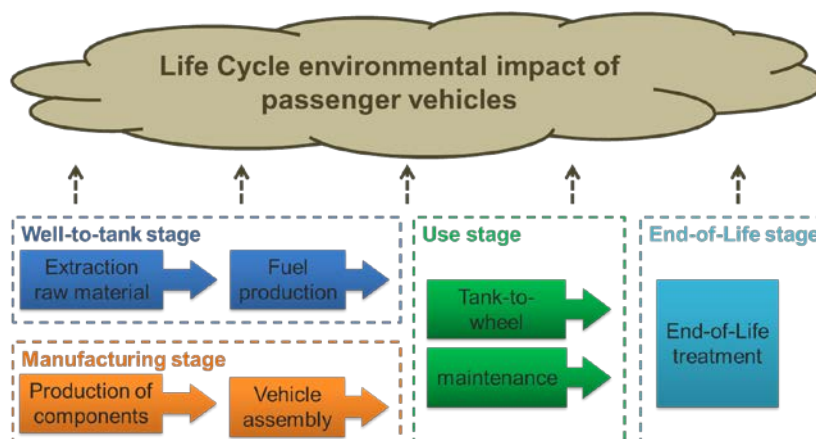 Life Cycle environmental impact of
passenger vehicles
Well-to-tank stage
Extraction
raw material
Fuel
production
Manufacturing stage
Production of
components
Vehicle
assembly
Use stage
Tank-to-
wheel
maintenance
End-of-Life stage
End-of-Life
treatment